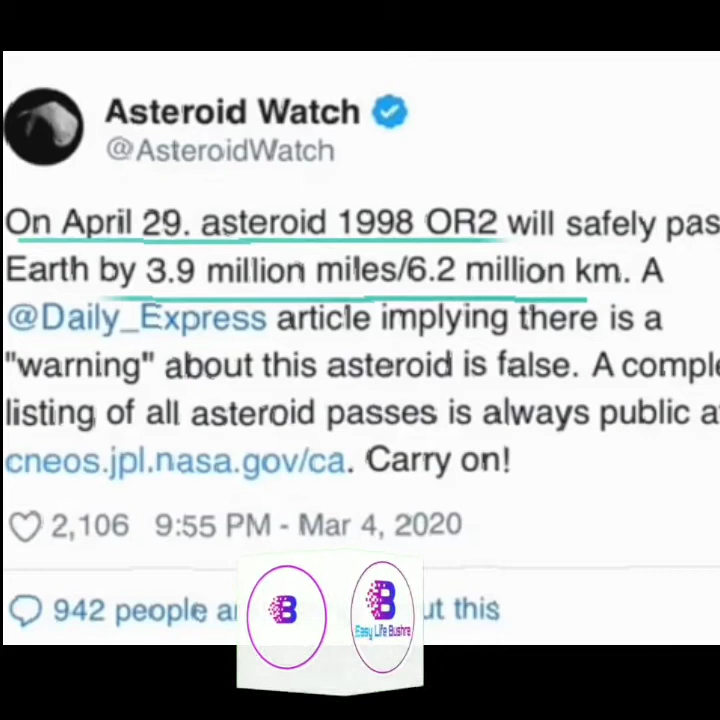 Asteroid Watch
@AsteroidWatch
On April 29. asteroid 1998 OR2 will safely pas
Earth by 3.9 million miles/6.2 million km. A
@Daily_Express article implying there is a
"warning" about this asteroid is false. A comple
listing of all asteroid passes is always public a
cneos.jpl.nasa.gov/ca. Carry on!
2,106 9:55 PM - Mar 4, 2020
942 people a ut this
B B
Easy Life Bushra